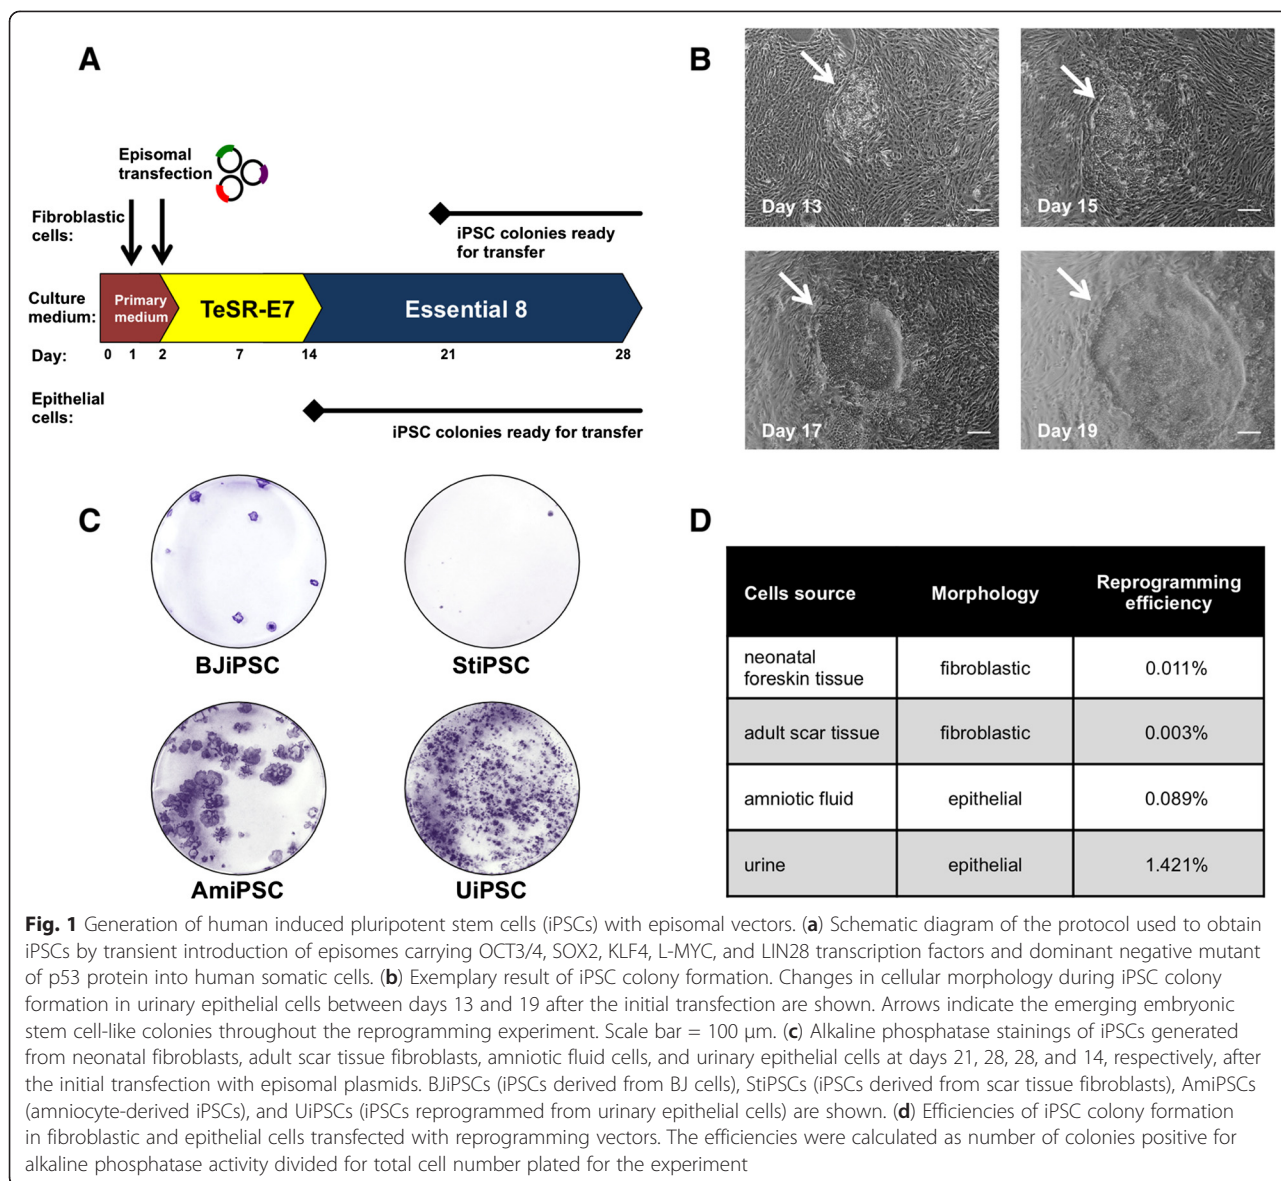 A
Episomal
transfection
Fibroblastic
cells:
iPSC colonies ready
for transfer
Culture
medium:
Primary
medium
TeSR-E7
Essential 8
Day:
0 1 2 7 14 21 28
Epithelial
cells:
iPSC colonies ready for transfer
B
Day 13
Day 15
Day 17
Day 19
C
BJiPSC
StiPSC
AmiPSC
UiPSC
D
Cells source
Morphology
Reprogramming
efficiency
neonatal
foreskin tissue
fibroblastic
0.011%
adult scar tissue
fibroblastic
0.003%
amniotic fluid
epithelial
0.089%
urine
epithelial
1.421%
Fig. 1 Generation of human induced pluripotent stem cells (iPSCs) with episomal vectors. (a) Schematic diagram of the protocol used to obtain
iPSCs by transient introduction of episomes carrying OCT3/4, SOX2, KLF4, L-MYC, and LIN28 transcription factors and dominant negative mutant
of p53 protein into human somatic cells. (b) Exemplary result of iPSC colony formation. Changes in cellular morphology during iPSC colony
formation in urinary epithelial cells between days 13 and 19 after the initial transfection are shown. Arrows indicate the emerging embryonic
stem cell-like colonies throughout the reprogramming experiment. Scale bar = 100 μm. (c) Alkaline phosphatase stainings of iPSCs generated
from neonatal fibroblasts, adult scar tissue fibroblasts, amniotic fluid cells, and urinary epithelial cells at days 21, 28, 28, and 14, respectively, after
the initial transfection with episomal plasmids. BJiPSCs (iPSCs derived from BJ cells), StiPSCs (iPSCs derived from scar tissue fibroblasts), AmiPSCs
(amniocyte-derived iPSCs), and UiPSCs (iPSCs reprogrammed from urinary epithelial cells) are shown. (d) Efficiencies of iPSC colony formation
in fibroblastic and epithelial cells transfected with reprogramming vectors. The efficiencies were calculated as number of colonies positive for
alkaline phosphatase activity divided for total cell number plated for the experiment